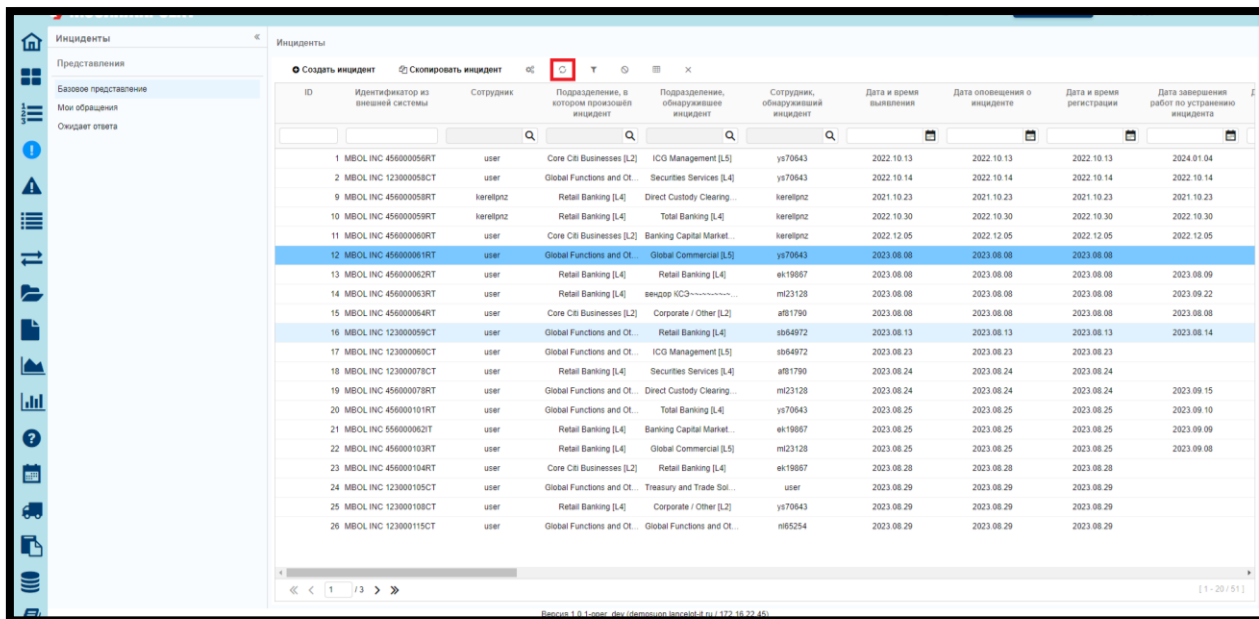 Инциденты
«
Инциденты
Представления
Базовое представление
Мои обращения
Ожидает ответа
Создать инцидент Скопировать инцидент
ID Идентификатор из внешней системы Сотрудник Подразделение, в котором произошёл инцидент Подразделение, обнаружившее инцидент Сотрудник, обнаруживший инцидент Дата и время выявления Дата оповещения о инциденте Дата и время регистрации Дата завершения работ по устранению инцидента
1 MBOL INC 456000056RT user Core Citi Businesses [L2] ICG Management [L5] ys70643 2022.10.13 2022.10.13 2022.10.13 2024.01.04
2 MBOL INC 123000058CT user Global Functions and Ot... Securities Services [L4] ys70643 2022.10.14 2022.10.14 2022.10.14 2022.10.14
9 MBOL INC 456000058RT kerellpnz Retail Banking [L4] Direct Custody Clearing... kerellpnz 2021.10.23 2021.10.23 2021.10.23 2021.10.23
10 MBOL INC 456000059RT kerellpnz Retail Banking [L4] Total Banking [L4] kerellpnz 2022.10.30 2022.10.30 2022.10.30 2022.10.30
11 MBOL INC 456000060RT user Core Citi Businesses [L2] Banking Capital Market... kerellpnz 2022.12.05 2022.12.05 2022.12.05 2022.12.05
12 MBOL INC 456000061RT user Global Functions and Ot... Global Commercial [L5] ys70643 2023.08.08 2023.08.08 2023.08.08
13 MBOL INC 456000062RT user Retail Banking [L4] Retail Banking [L4] ek19867 2023.08.08 2023.08.08 2023.08.08 2023.08.09
14 MBOL INC 456000063RT user Retail Banking [L4] вендор КСЭ~~-~~-~~-~... ml23128 2023.08.08 2023.08.08 2023.08.08 2023.09.22
15 MBOL INC 456000064RT user Core Citi Businesses [L2] Corporate / Other [L2] af81790 2023.08.08 2023.08.08 2023.08.08 2023.08.08
16 MBOL INC 123000059CT user Global Functions and Ot... Retail Banking [L4] sb64972 2023.08.13 2023.08.13 2023.08.13 2023.08.14
17 MBOL INC 123000060CT user Global Functions and Ot... ICG Management [L5] sb64972 2023.08.23 2023.08.23 2023.08.23
18 MBOL INC 123000078CT user Retail Banking [L4] Securities Services [L4] af81790 2023.08.24 2023.08.24 2023.08.24
19 MBOL INC 456000078RT user Global Functions and Ot... Direct Custody Clearing... ml23128 2023.08.24 2023.08.24 2023.08.24 2023.09.15
20 MBOL INC 456000101RT user Global Functions and Ot... Total Banking [L4] ys70643 2023.08.25 2023.08.25 2023.08.25 2023.09.10
21 MBOL INC 556000062IT user Retail Banking [L4] Banking Capital Market... ek19867 2023.08.25 2023.08.25 2023.08.25 2023.09.09
22 MBOL INC 456000103RT user Retail Banking [L4] Global Commercial [L5] ml23128 2023.08.25 2023.08.25 2023.08.25 2023.09.08
23 MBOL INC 456000104RT user Core Citi Businesses [L2] Retail Banking [L4] ek19867 2023.08.28 2023.08.28 2023.08.28
24 MBOL INC 123000105CT user Global Functions and Ot... Treasury and Trade Sol... user 2023.08.29 2023.08.29 2023.08.29
25 MBOL INC 123000108CT user Retail Banking [L4] Corporate / Other [L2] ys70643 2023.08.29 2023.08.29 2023.08.29
26 MBOL INC 123000115CT user Global Functions and Ot... Global Functions and Ot... nl65254 2023.08.29 2023.08.29 2023.08.29
1 / 3 [ 1 - 20 / 51 ]
Версия 1.0.1-oper_dev (demosuon.lancelot-it.ru / 172.16.22.45)